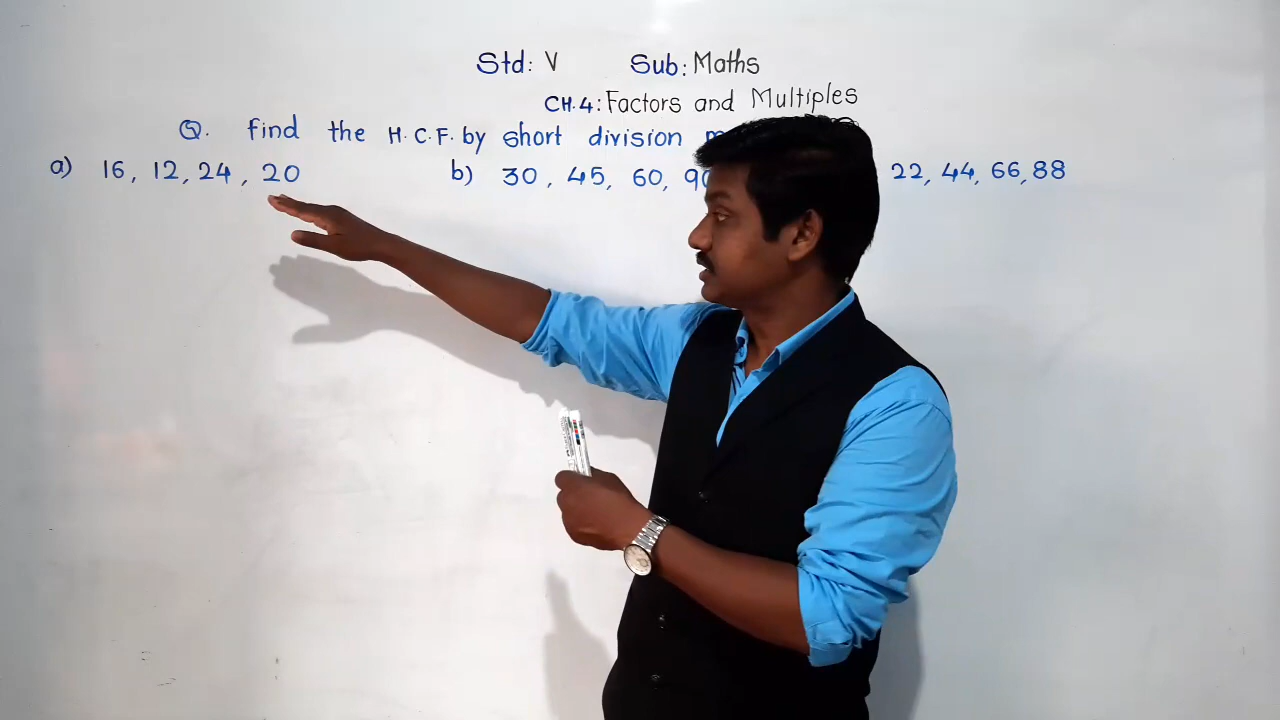 Std: V Sub: Maths
CH.4: Factors and Multiples
Q. find the H.C.F. by short division
a) 16, 12, 24, 20 b) 30, 45, 60, 90 22, 44, 66, 88